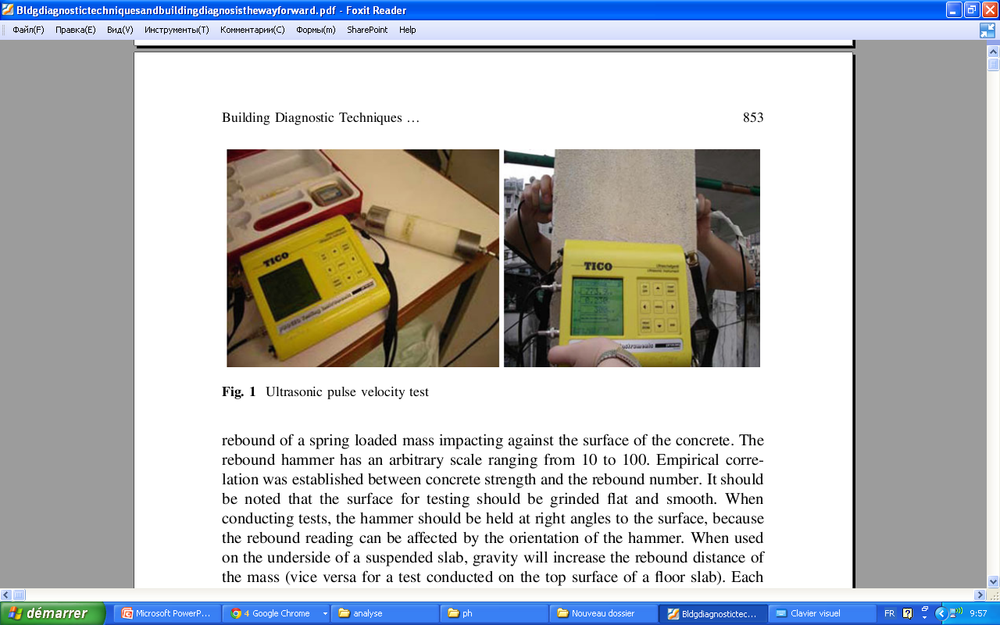 Bldgdiagnostictechniquesandbuildingdiagnosisthewayforward.pdf - Foxit Reader
Файл(F) Правка(E) Вид(V) Инструменты(T) Комментарии(C) Формы(m) SharePoint Help
Building Diagnostic Techniques … 853
TICO
TICO
Fig. 1 Ultrasonic pulse velocity test
rebound of a spring loaded mass impacting against the surface of the concrete. The
rebound hammer has an arbitrary scale ranging from 10 to 100. Empirical corre-
lation was established between concrete strength and the rebound number. It should
be noted that the surface for testing should be grinded flat and smooth. When
conducting tests, the hammer should be held at right angles to the surface, because
the rebound reading can be affected by the orientation of the hammer. When used
on the underside of a suspended slab, gravity will increase the rebound distance of
the mass (vice versa for a test conducted on the top surface of a floor slab). Each
démarrer Microsoft PowerP... 4 Google Chrome analyse ph Nouveau dossier Bldgdiagnostictec... Clavier visuel FR 9:57